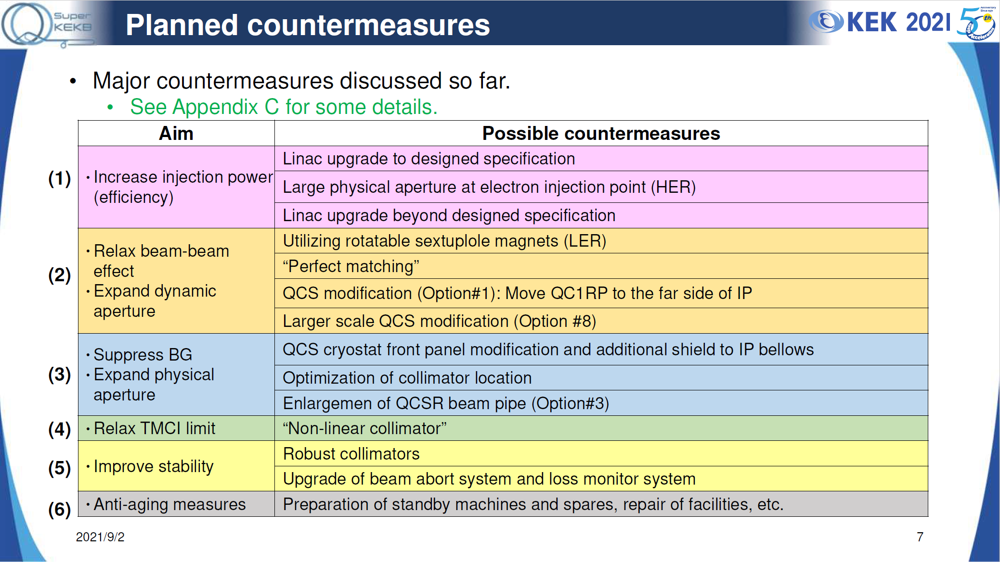 Super
KEKB
Planned countermeasures
KEK 2021
Anniversary
Since 1971
5 th
Keep Accelerating
• Major countermeasures discussed so far.
• See Appendix C for some details.
Aim
Possible countermeasures
(1)
・Increase injection power
(efficiency)
Linac upgrade to designed specification
Large physical aperture at electron injection point (HER)
Linac upgrade beyond designed specification
(2)
・Relax beam-beam
effect
・Expand dynamic
aperture
Utilizing rotatable sextuplole magnets (LER)
“Perfect matching”
QCS modification (Option#1): Move QC1RP to the far side of IP
Larger scale QCS modification (Option #8)
(3)
・Suppress BG
・Expand physical
aperture
QCS cryostat front panel modification and additional shield to IP bellows
Optimization of collimator location
Enlargemen of QCSR beam pipe (Option#3)
(4)
・Relax TMCI limit
“Non-linear collimator”
(5)
・Improve stability
Robust collimators
Upgrade of beam abort system and loss monitor system
(6)
・Anti-aging measures
Preparation of standby machines and spares, repair of facilities, etc.
2021/9/2
7